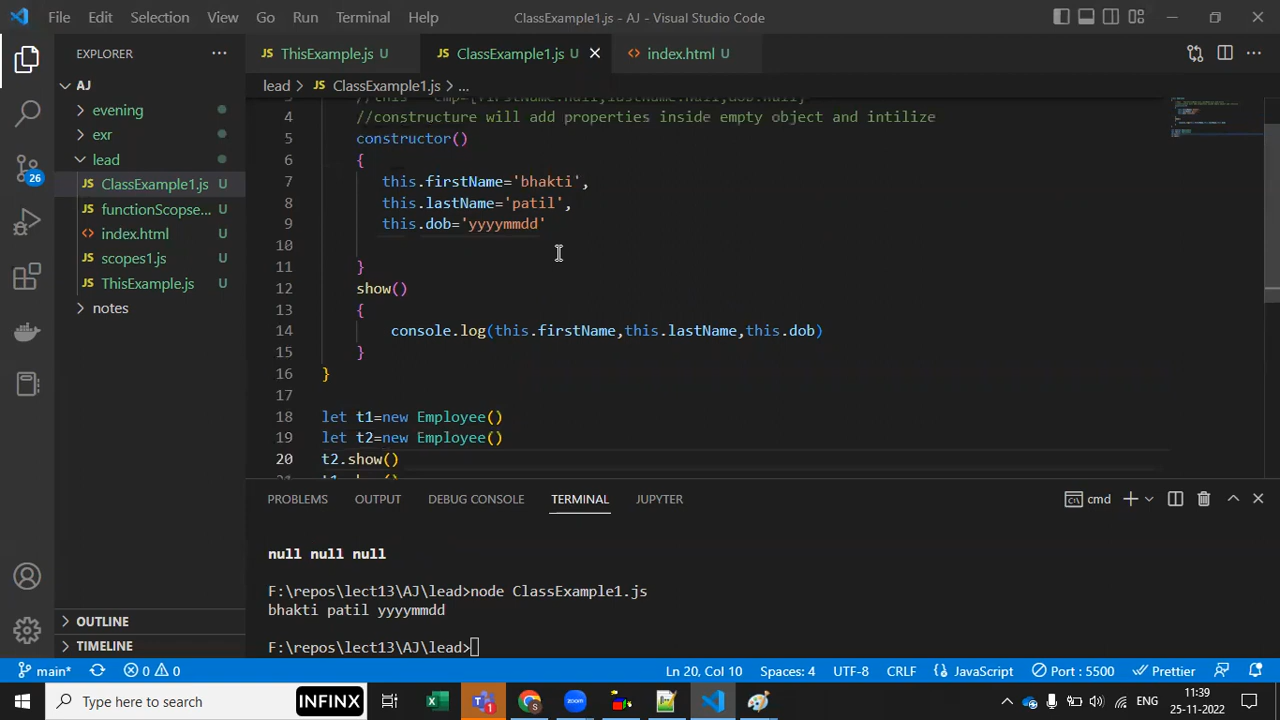 File Edit Selection View Go Run Terminal Help ClassExample1.js - AJ - Visual Studio Code
EXPLORER ThisExample.js U ClassExample1.js U index.html U
AJ lead > ClassExample1.js > ...
evening
exr
lead
ClassExample1.js U
functionScopse... U
index.html U
scopes1.js U
ThisExample.js U
notes
OUTLINE
TIMELINE
26
4 //constructure will add properties inside empty object and intilize
5 constructor()
6 {
7 this.firstName='bhakti',
8 this.lastName='patil',
9 this.dob='yyyymmdd'
10
11 }
12 show()
13 {
14 console.log(this.firstName,this.lastName,this.dob)
15 }
16 }
17
18 let t1=new Employee()
19 let t2=new Employee()
20 t2.show()
PROBLEMS OUTPUT DEBUG CONSOLE TERMINAL JUPYTER cmd
null null null
F:\repos\lect13\AJ\lead>node ClassExample1.js
bhakti patil yyyymmdd
F:\repos\lect13\AJ\lead>
main* 0 0 Ln 20, Col 10 Spaces: 4 UTF-8 CRLF JavaScript Port : 5500 Prettier
Type here to search INFINX ENG 11:39
25-11-2022